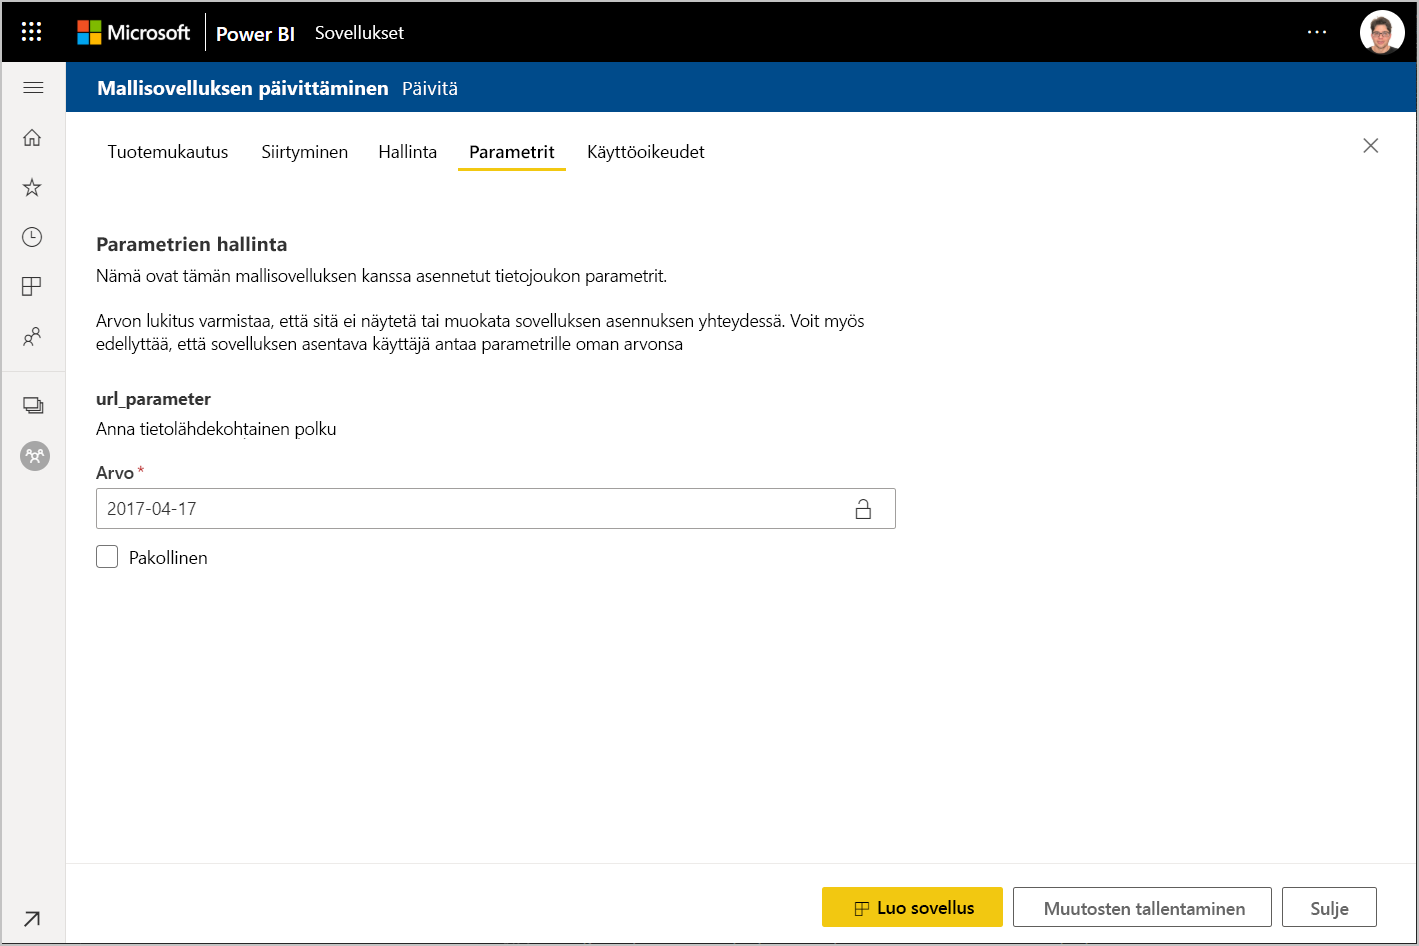 Microsoft Power BI Sovellukset
Mallisovelluksen päivittäminen Päivitä
Tuotemukautus Siirtyminen Hallinta Parametrit Käyttöoikeudet
Parametrien hallinta
Nämä ovat tämän mallisovelluksen kanssa asennetut tietojoukon parametrit.
Arvon lukitus varmistaa, että sitä ei näytetä tai muokata sovelluksen asennuksen yhteydessä. Voit myös
edellyttää, että sovelluksen asentava käyttäjä antaa parametrille oman arvonsa
url_parameter
Anna tietolähdekohtainen polku
Arvo *
2017-04-17
Pakollinen
Luo sovellus Muutosten tallentaminen Sulje